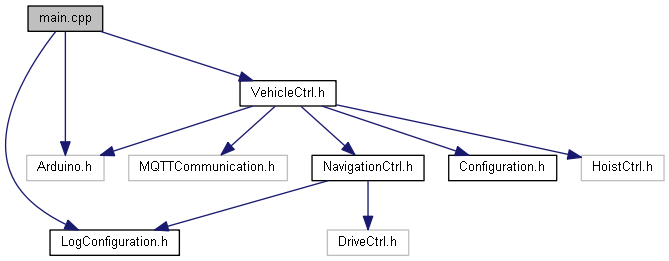 main.cpp
VehicleCtrl.h
Arduino.h
MQTTCommunication.h
NavigationCtrl.h
Configuration.h
HoistCtrl.h
LogConfiguration.h
DriveCtrl.h